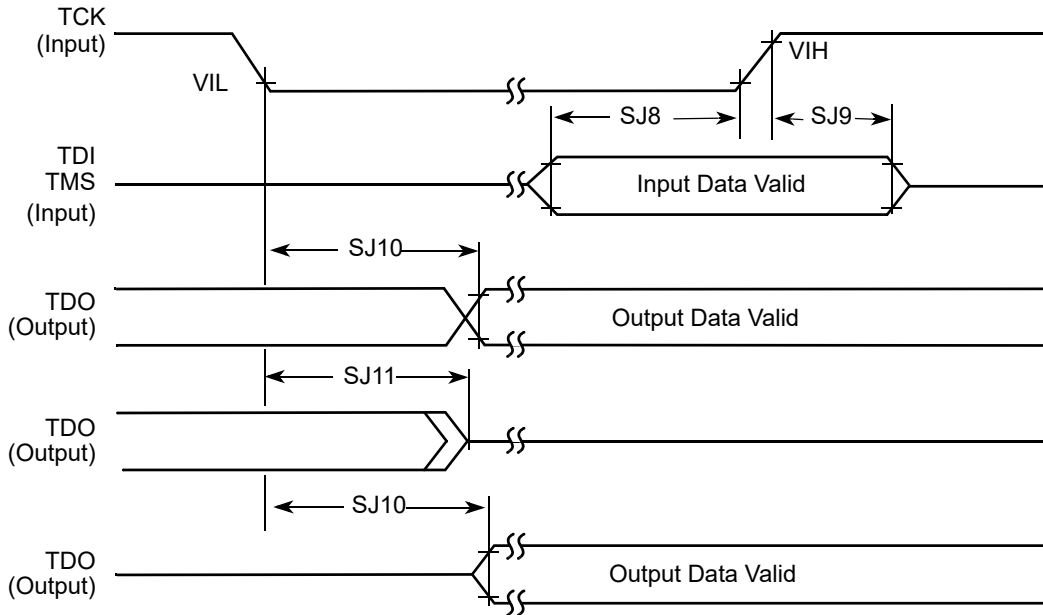 TCK
(Input)
VIL
VIH
SJ8
SJ9
TDI
TMS
(Input)
Input Data Valid
SJ10
TDO
(Output)
Output Data Valid
SJ11
TDO
(Output)
SJ10
TDO
(Output)
Output Data Valid